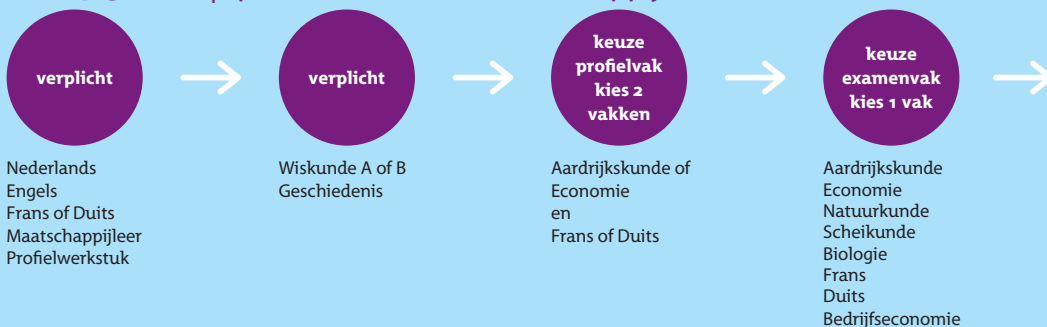 verplicht
Nederlands
Engels
Frans of Duits
Maatschappijleer
Profielwerkstuk
verplicht
Wiskunde A of B
Geschiedenis
keuze
profielvak
kies 2
vakken
Aardrijkskunde of
Economie
en
Frans of Duits
keuze
examenvak
kies 1 vak
Aardrijkskunde
Economie
Natuurkunde
Scheikunde
Biologie
Frans
Duits
Bedrijfseconomie